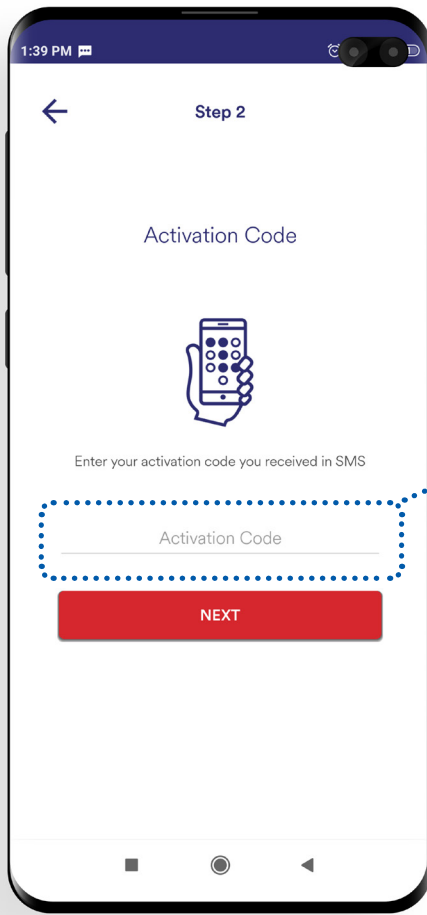 1:39 PM
Step 2
Activation Code
Enter your activation code you received in SMS
Activation Code
NEXT